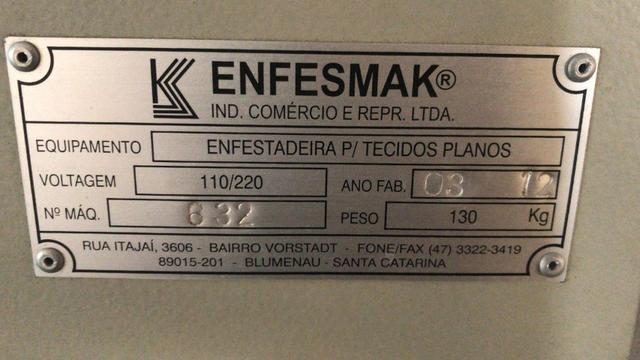 ENFESMAK®
IND. COMÉRCIO E REPR. LTDA.
EQUIPAMENTO ENFESTADEIRA P/ TECIDOS PLANOS
VOLTAGEM 110/220 ANO FAB. 03 12
Nº MÁQ. 632 PESO 130 Kg
RUA ITAJAÍ, 3606 - BAIRRO VORSTADT - FONE/FAX (47) 3322-3419
89015-201 - BLUMENAU - SANTA CATARINA